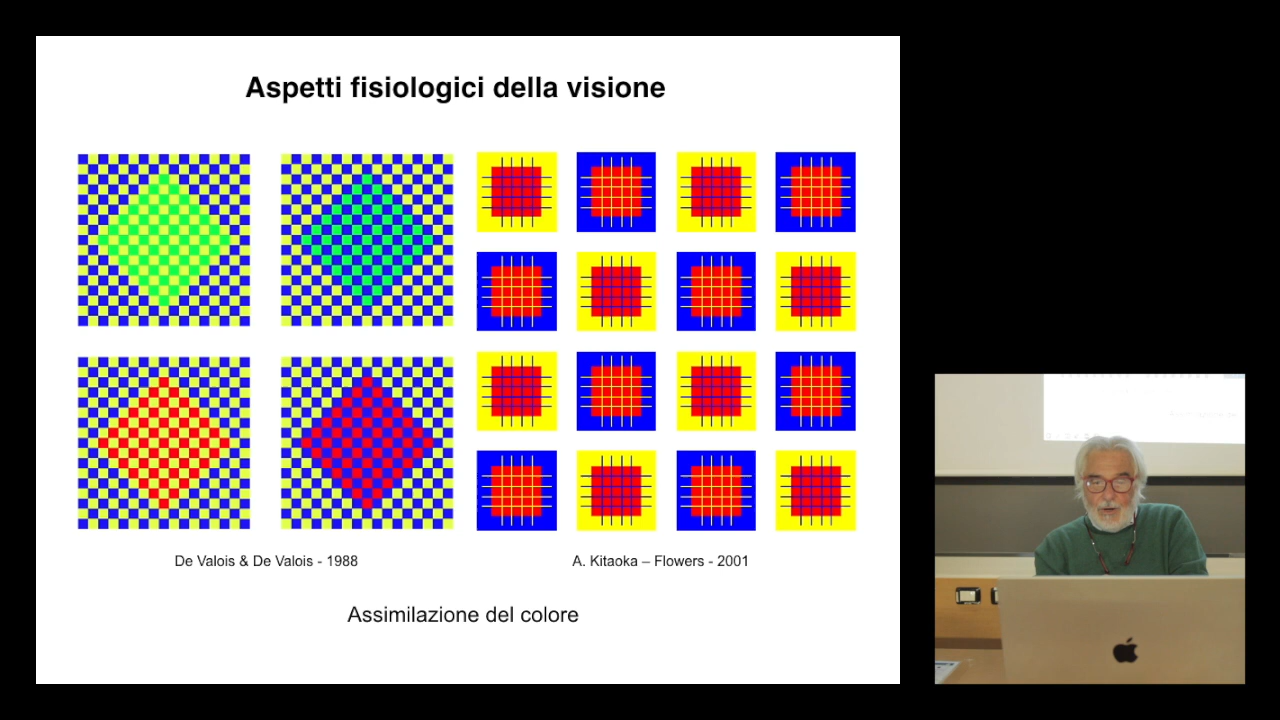 Aspetti fisiologici della visione
De Valois & De Valois - 1988
A. Kitaoka – Flowers - 2001
Assimilazione del colore